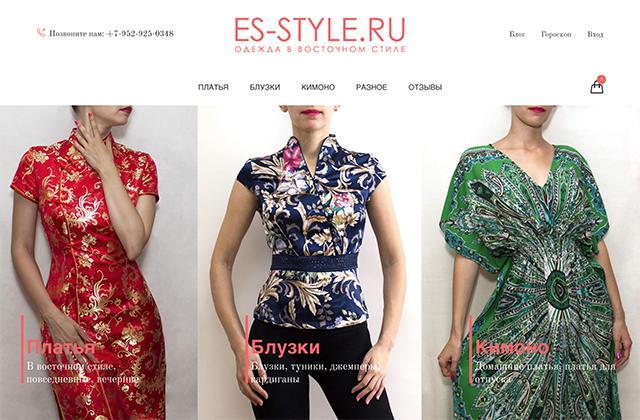 Позвоните нам: +7-952-925-0348
ES-STYLE.RU
ОДЕЖДА В ВОСТОЧНОМ СТИЛЕ
Блог Гороскоп Вход
ПЛАТЬЯ БЛУЗКИ КИМОНО РАЗНОЕ ОТЗЫВЫ
Платья
В восточном стиле,
повседневные, вечерние
Блузки
Блузки, туники, джемперы,
кардиганы
Кимоно
Домашние платья, платья для
отпуска